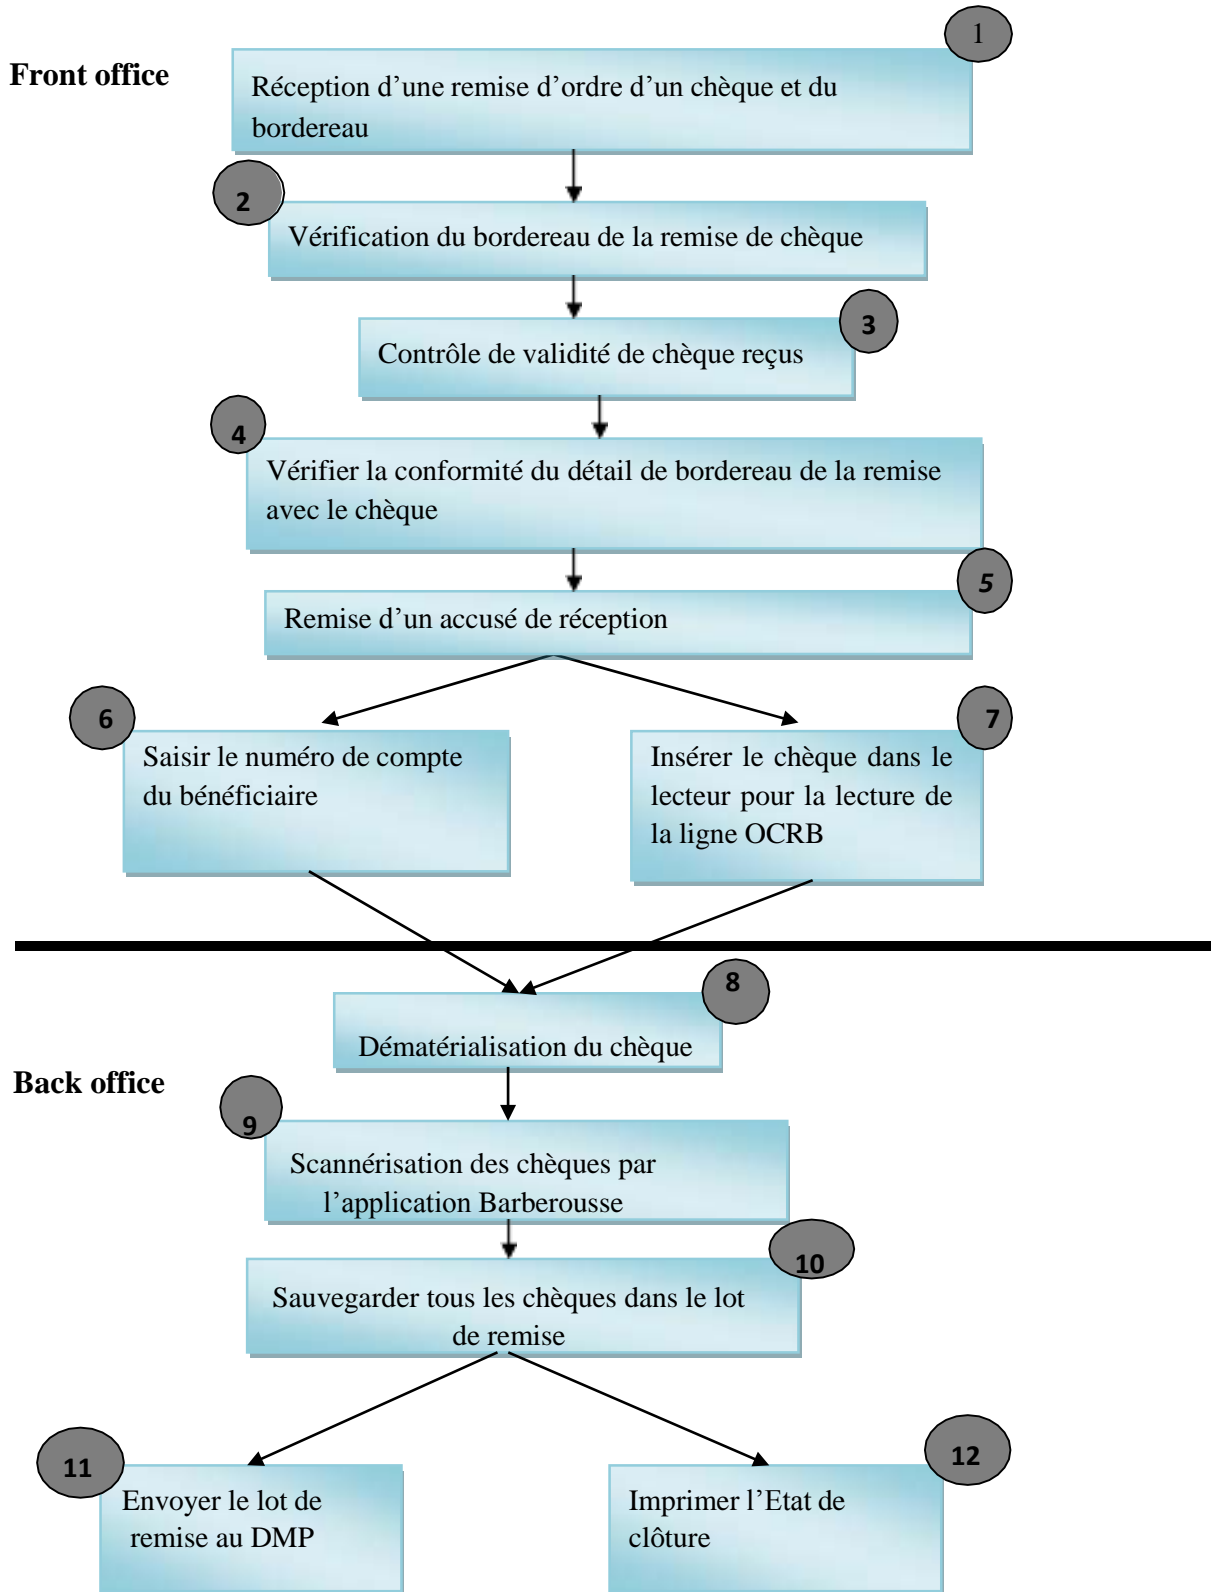 1
Front office
Réception d'une remise d'ordre d'un chèque et du
bordereau
2
Vérification du bordereau de la remise de chèque
3
Contrôle de validité de chèque reçus
4
Vérifier la conformité du détail de bordereau de la remise
avec le chèque
5
Remise d'un accusé de réception
6
Saisir le numéro de compte
du bénéficiaire
7
Insérer le chèque dans le
lecteur pour la lecture de
la ligne OCRB
8
Dématérialisation du chèque
Back office
9
Scannérisation des chèques par
l'application Barberousse
10
Sauvegarder tous les chèques dans le lot
de remise
11
Envoyer le lot de
remise au DMP
12
Imprimer l'Etat de
clôture